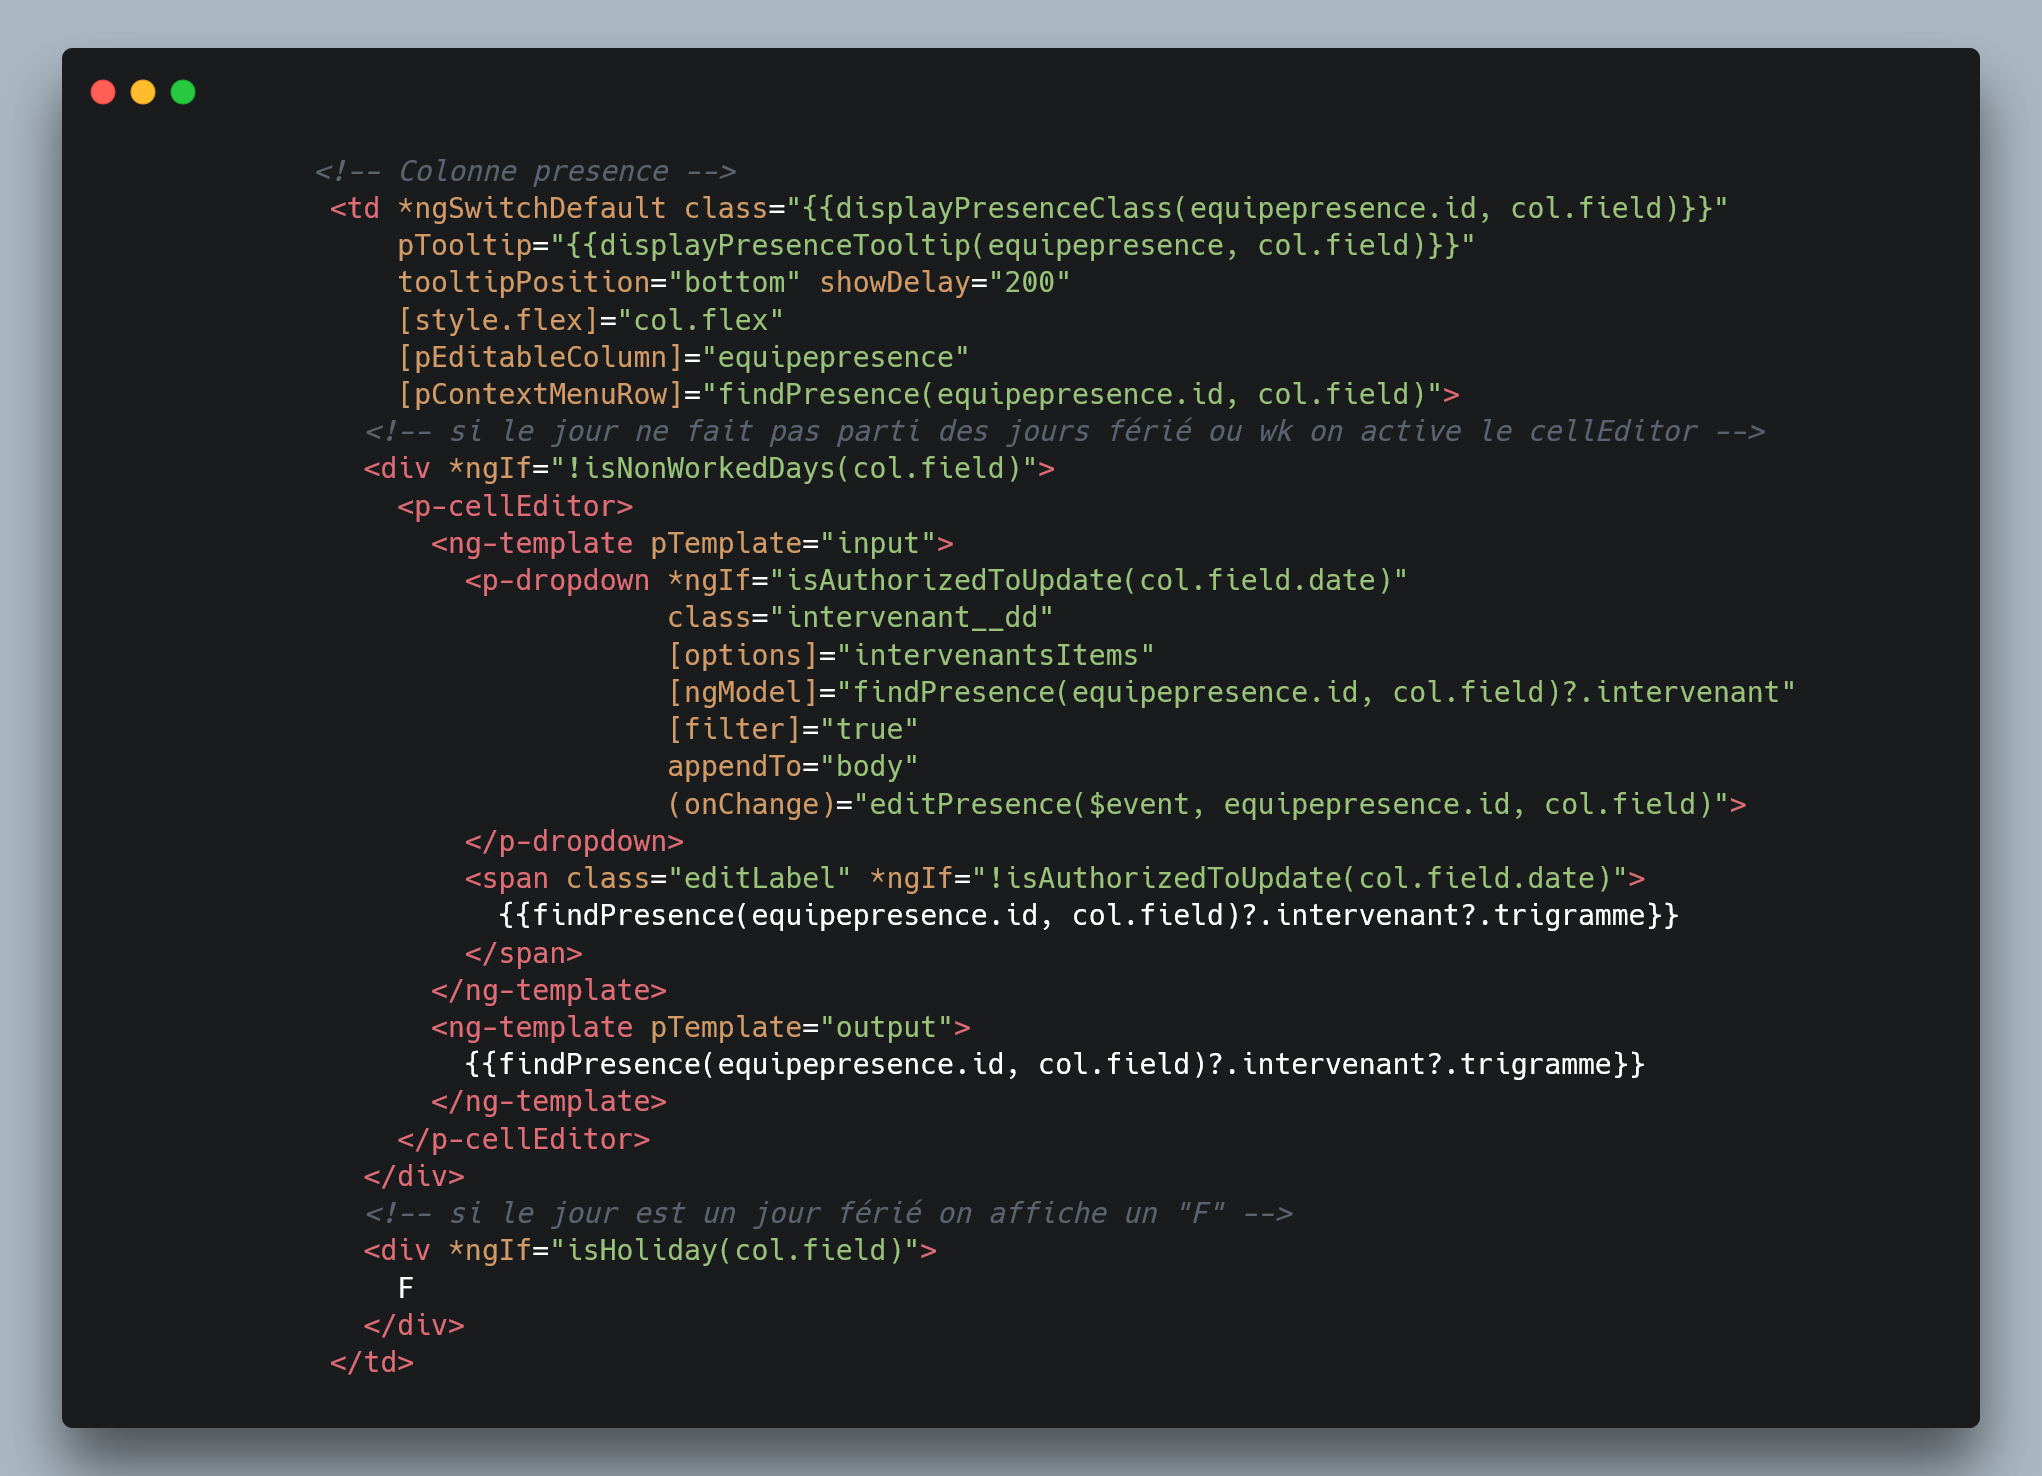 <!-- Colonne presence -->
<td *ngSwitchDefault class="{{displayPresenceClass(equipepresence.id, col.field)}}"
pTooltip="{{displayPresenceTooltip(equipepresence, col.field)}}"
tooltipPosition="bottom" showDelay="200"
[style.flex]="col.flex"
[pEditableColumn]="equipepresence"
[pContextMenuRow]="findPresence(equipepresence.id, col.field)">
<!-- si le jour ne fait pas parti des jours férié ou wk on active le cellEditor -->
<div *ngIf="!isNonWorkedDays(col.field)">
<p-cellEditor>
<ng-template pTemplate="input">
<p-dropdown *ngIf="isAuthorizedToUpdate(col.field.date)"
class="intervenant__dd"
[options]="intervenantsItems"
[ngModel]="findPresence(equipepresence.id, col.field)?.intervenant"
[filter]="true"
appendTo="body"
(onChange)="editPresence($event, equipepresence.id, col.field)">
</p-dropdown>
<span class="editLabel" *ngIf="!isAuthorizedToUpdate(col.field.date)">
{{findPresence(equipepresence.id, col.field)?.intervenant?.trigramme}}
</span>
</ng-template>
<ng-template pTemplate="output">
{{findPresence(equipepresence.id, col.field)?.intervenant?.trigramme}}
</ng-template>
</p-cellEditor>
</div>
<!-- si le jour est un jour férié on affiche un "F" -->
<div *ngIf="isHoliday(col.field)">
F
</div>
</td>